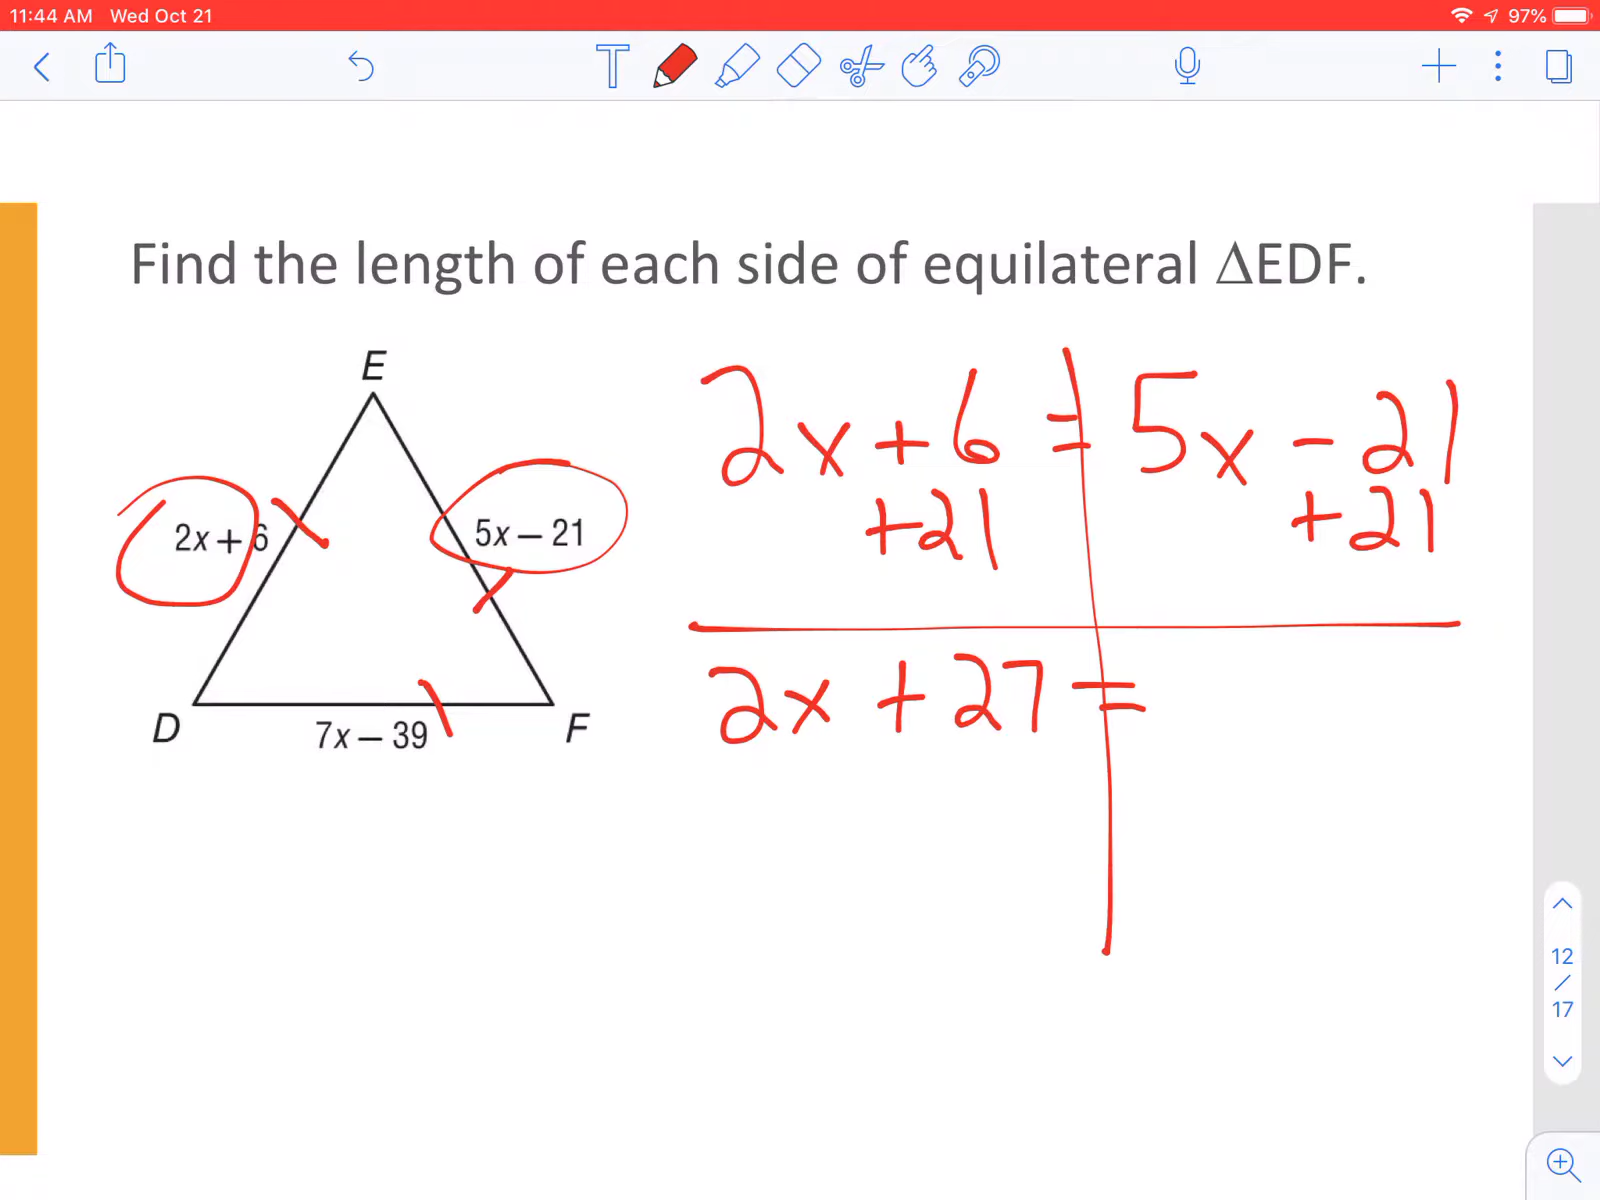 11:44 AM Wed Oct 21
97%
T
Find the length of each side of equilateral ΔEDF.
E
2x + 6 = 5x - 21
+21 +21
2x + 6
5x – 21
2x + 27 =
D
F
7x – 39
12
/
17